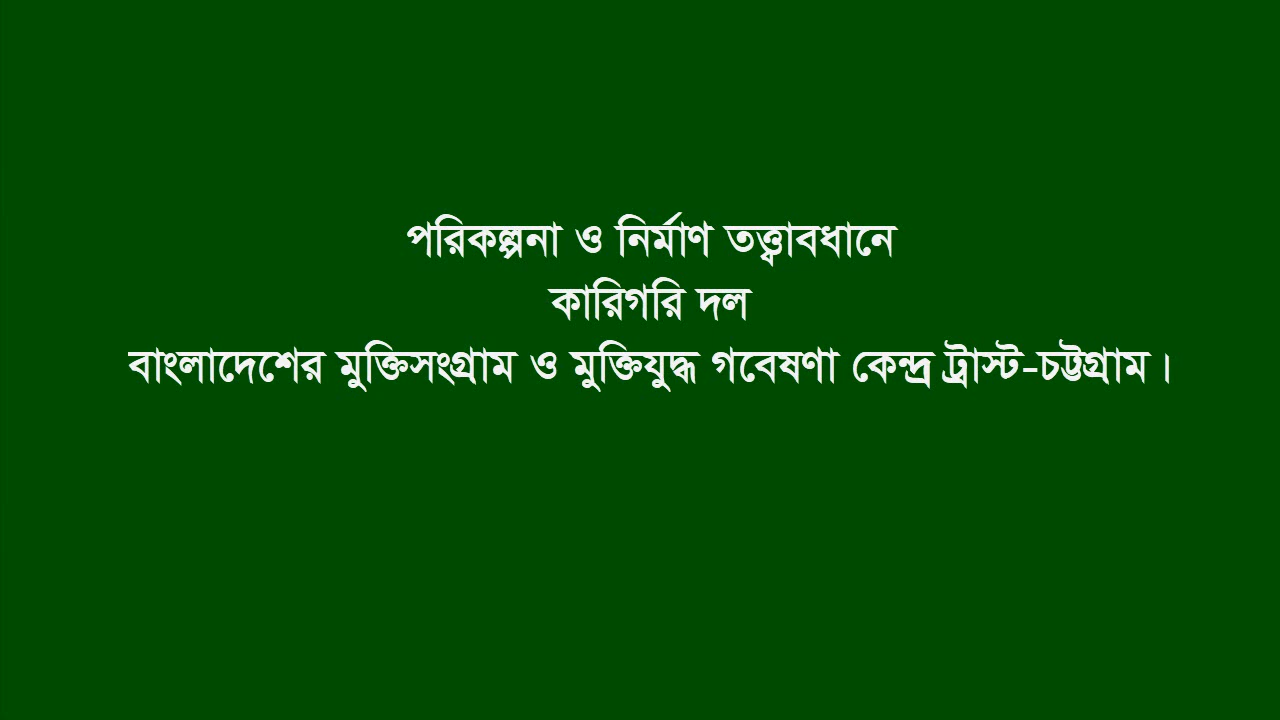 পরিকল্পনা ও নির্মাণ তত্ত্বাবধানে
কারিগরি দল
বাংলাদেশের মুক্তিসংগ্রাম ও মুক্তিযুদ্ধ গবেষণা কেন্দ্র ট্রাস্ট-চট্টগ্রাম।